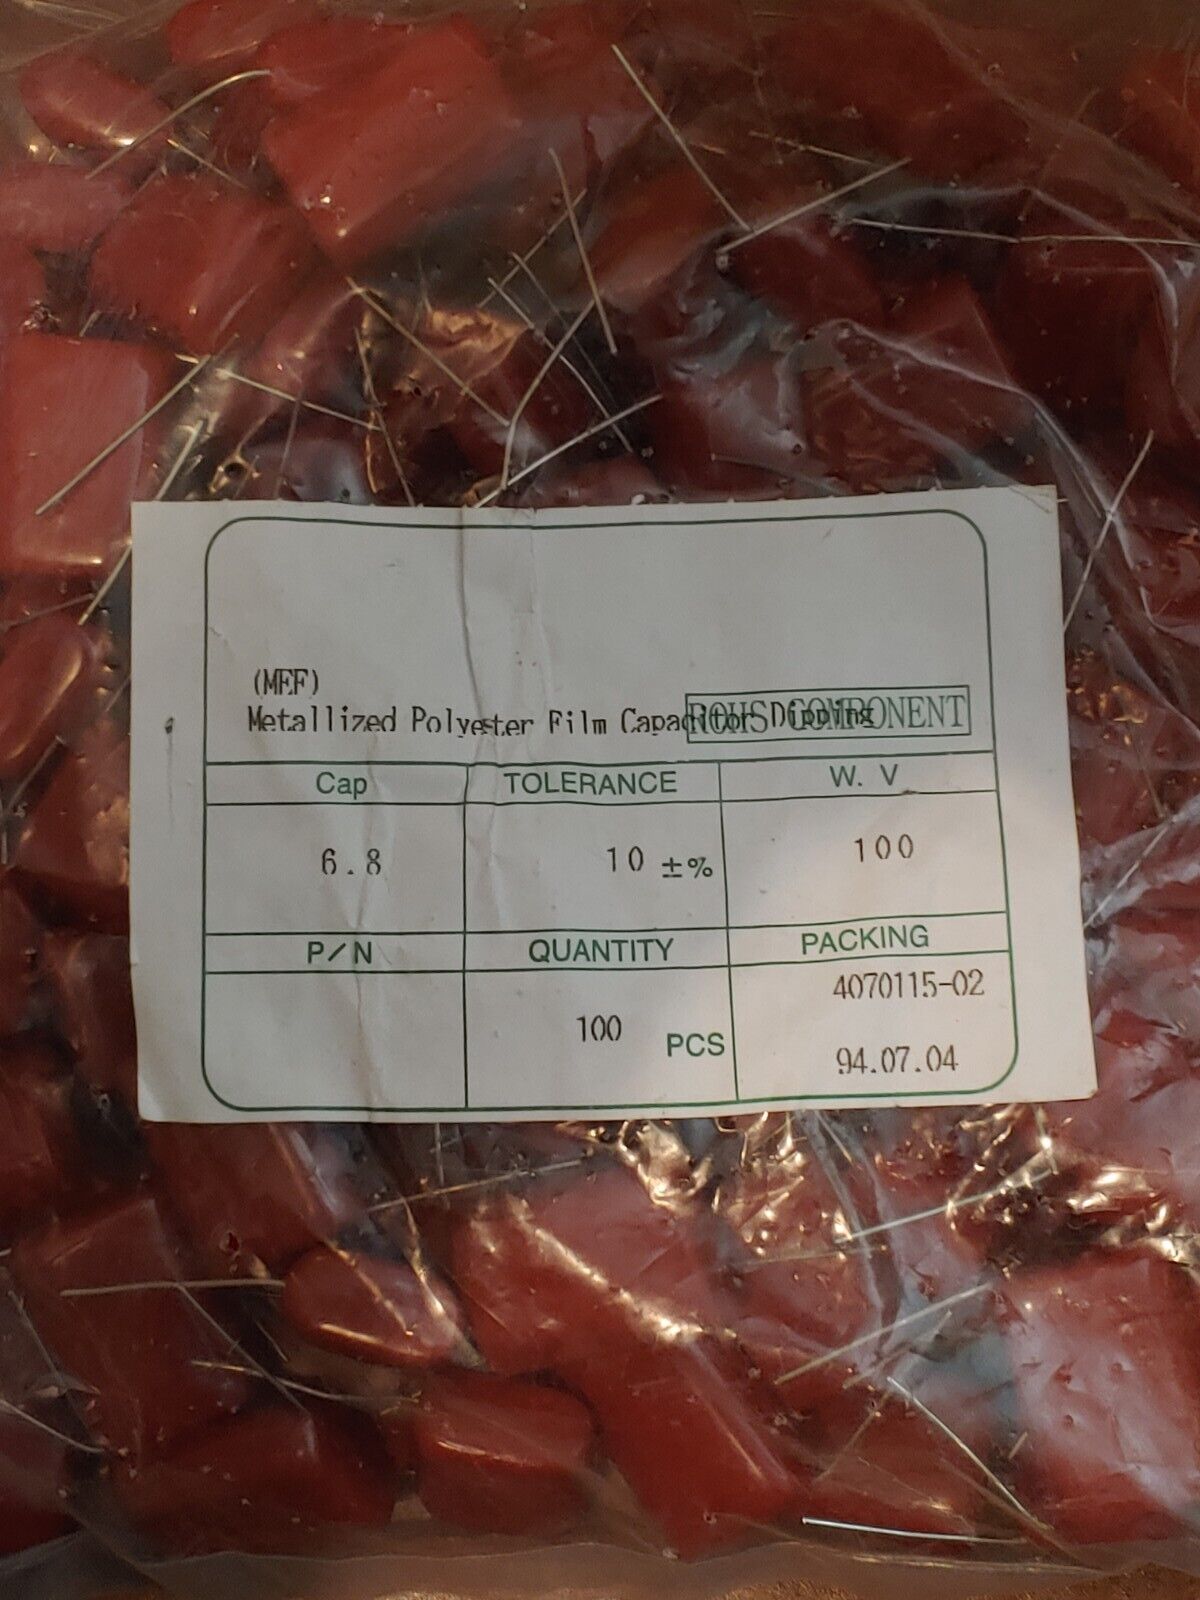 (MEF)
Metallized Polyester Film Capacitor Dipping
ROHS COMPONENT
Cap TOLERANCE W. V
6.8 10 ±% 100
P/N QUANTITY PACKING
100 PCS 4070115-02
94.07.04